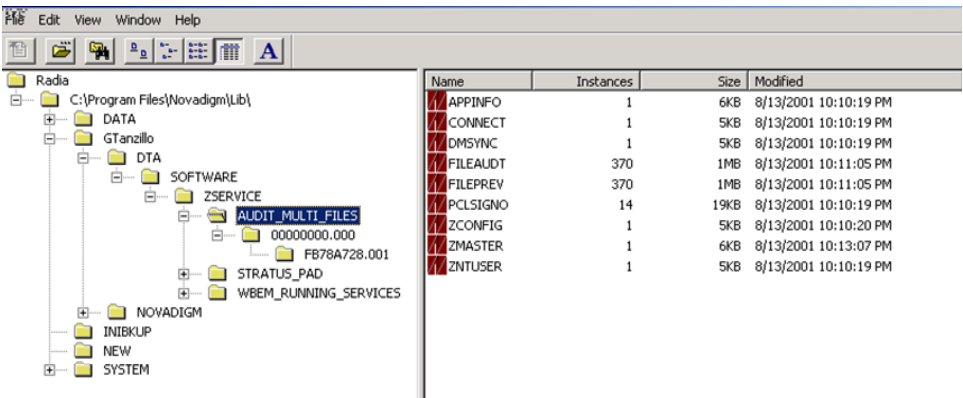 File Edit View Window Help
A
Radia
C:\Program Files\Novadigm\Lib\
DATA
GTanzillo
DTA
SOFTWARE
ZSERVICE
AUDIT_MULTI_FILES
00000000.000
FB78A728.001
STRATUS_PAD
WBEM_RUNNING_SERVICES
NOVADIGM
INIBKUP
NEW
SYSTEM
Name Instances Size Modified
APPINFO 1 6KB 8/13/2001 10:10:19 PM
CONNECT 1 5KB 8/13/2001 10:10:19 PM
DMSYNC 1 5KB 8/13/2001 10:10:19 PM
FILEAUDT 370 1MB 8/13/2001 10:11:05 PM
FILEPREV 370 1MB 8/13/2001 10:11:05 PM
PCLSIGNO 14 19KB 8/13/2001 10:10:19 PM
ZCONFIG 1 5KB 8/13/2001 10:10:20 PM
ZMASTER 1 6KB 8/13/2001 10:13:07 PM
ZNTUSER 1 5KB 8/13/2001 10:10:19 PM